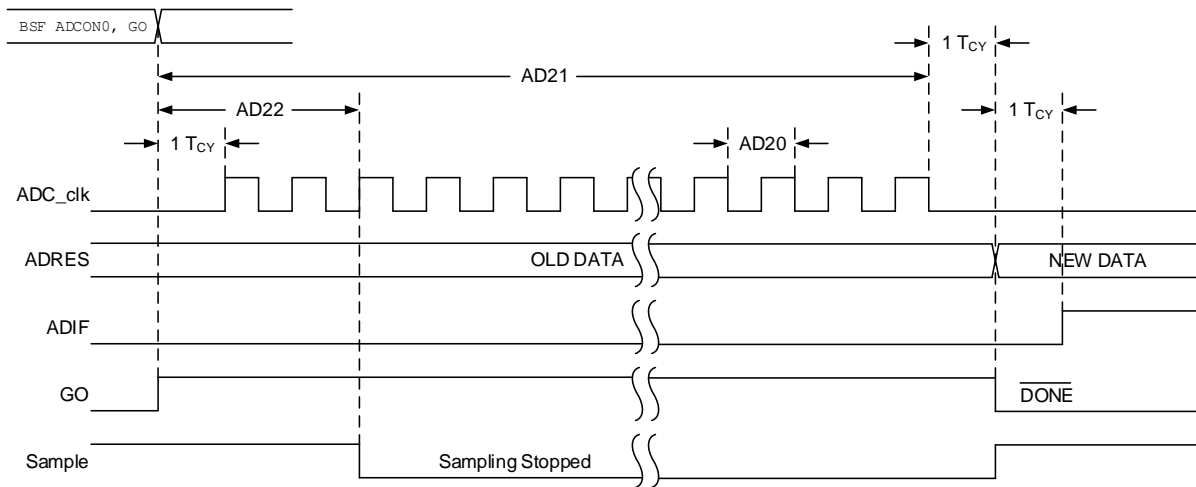 BSF ADCON0, GO
1 TCY
AD21
1 TCY
AD22
1 TCY
AD20
ADC_clk
ADRES
OLD DATA
NEW DATA
ADIF
GO
DONE
Sample
Sampling Stopped